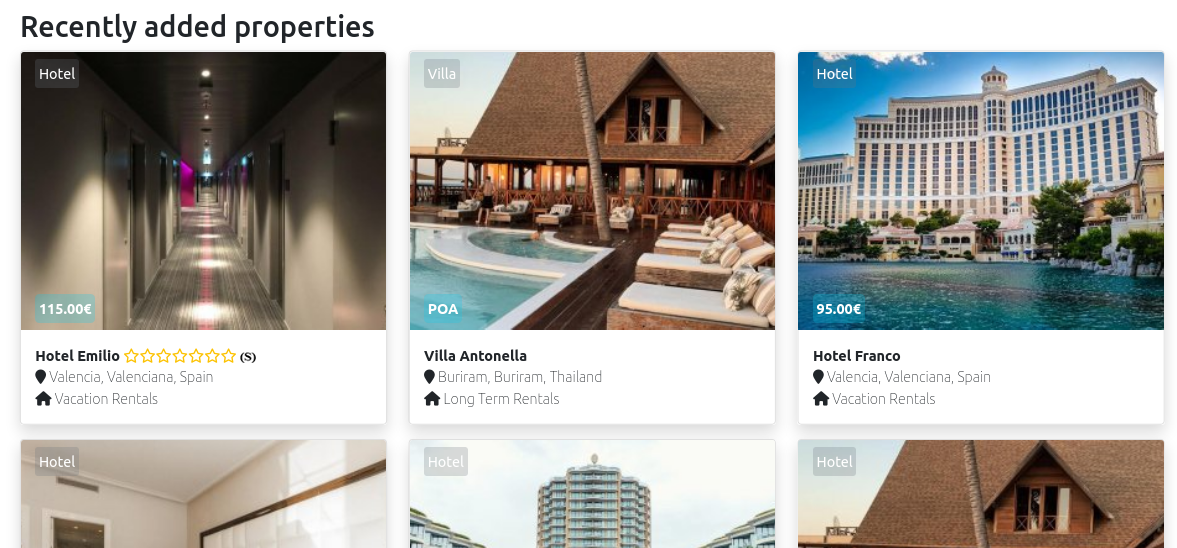 Recently added properties
Hotel
115.00€
Hotel Emilio (S)
Valencia, Valenciana, Spain
Vacation Rentals
Villa
POA
Villa Antonella
Buriram, Buriram, Thailand
Long Term Rentals
Hotel
95.00€
Hotel Franco
Valencia, Valenciana, Spain
Vacation Rentals
Hotel
Hotel
Hotel